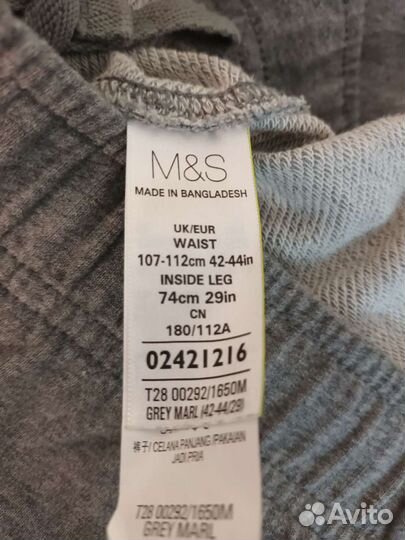 M&S
MADE IN BANGLADESH
UK/EUR
WAIST
107-112cm 42-44in
INSIDE LEG
74cm 29in
CN
180/112A
02421216
T28 00292/1650M
GREY MARL (42-44/29)
裤子/ CELANA PANJANG /PAKAIAN
JADI PRIA
T28 00292/1650M
GREY MARL
Avito